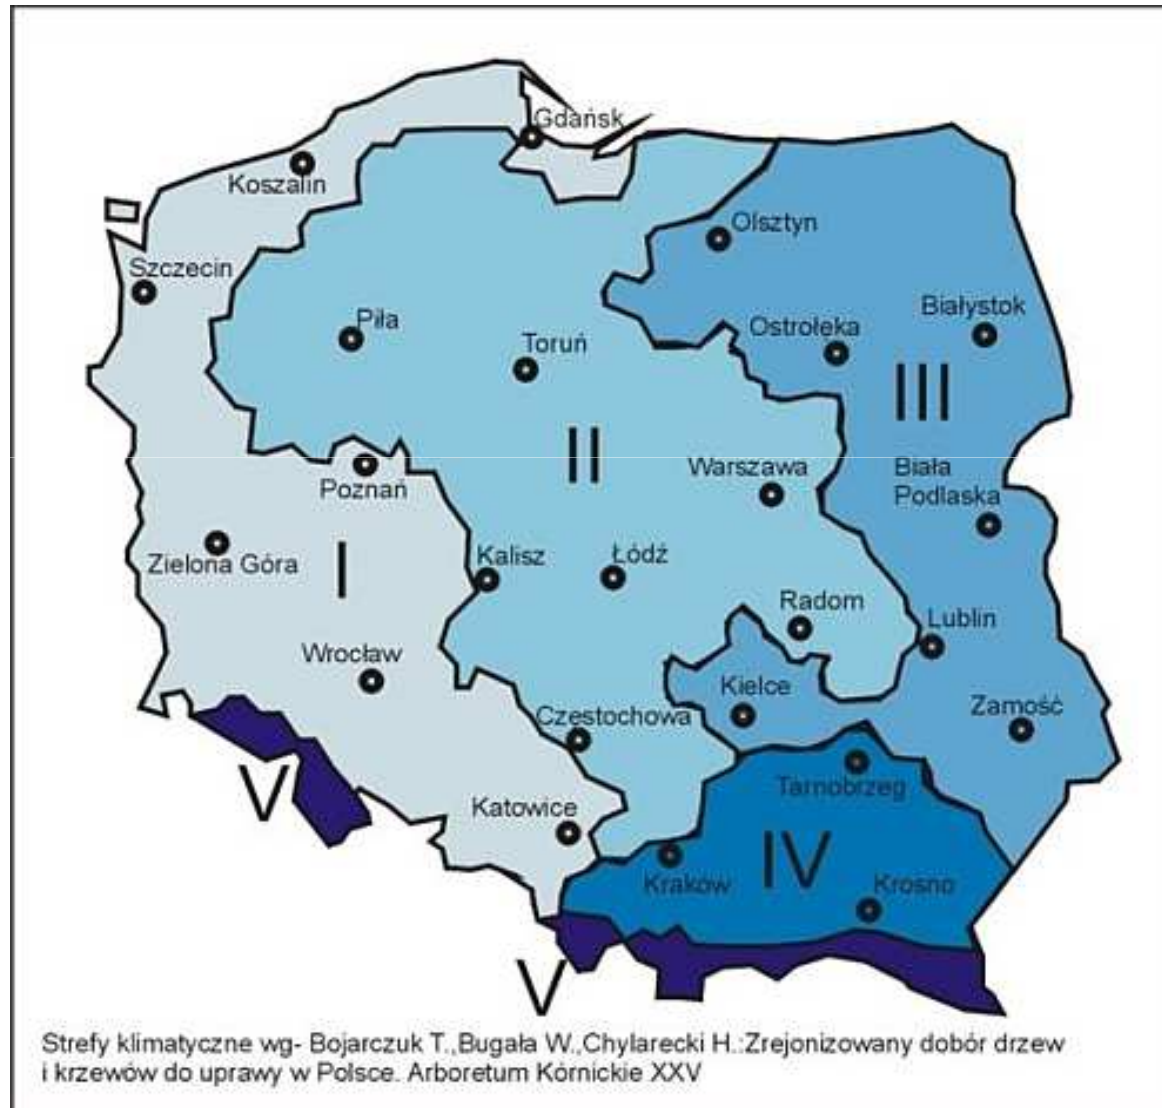 Gdańsk
Koszalin
Olsztyn
Szczecin
Białystok
Piła
Ostrołeka
Toruń
III
II
Warszawa
Biała
Podlaska
Poznań
Zielona Góra
I
Kalisz
Łódź
Radom
Lublin
Wrocław
Kielce
Zamość
Częstochowa
V
Tarnobrzeg
Katowice
IV
Kraków
Krosno
V
Strefy klimatyczne wg- Bojarczuk T.,Bugała W.,Chylarecki H.:Zrejonizowany dobór drzew
i krzewów do uprawy w Polsce. Arboretum Kórnickie XXV